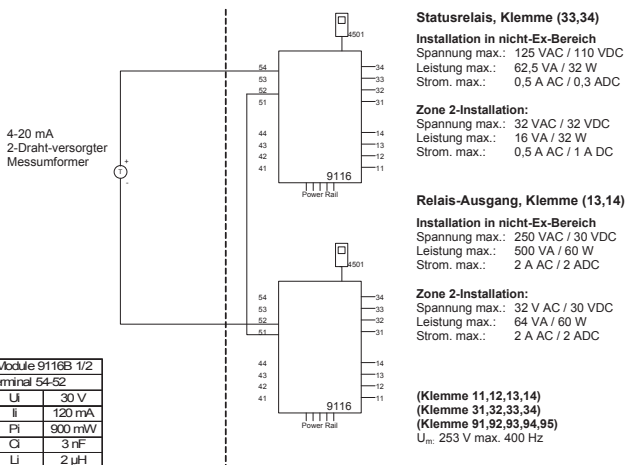 4501
54
53
52
51
44
43
42
41
34
33
32
31
14
13
12
11
9116
Power Rail
4-20 mA
2-Draht-versorgter
Messumformer
+
T
-
4501
54
53
52
51
44
43
42
41
34
33
32
31
14
13
12
11
9116
Power Rail
Module 9116B 1/2
erminal 54-52
Ui 30 V
Ii 120 mA
Pi 900 mW
Ci 3 nF
Li 2 µH
Statusrelais, Klemme (33,34)
Installation in nicht-Ex-Bereich
Spannung max.: 125 VAC / 110 VDC
Leistung max.: 62,5 VA / 32 W
Strom. max.: 0,5 A AC / 0,3 ADC
Zone 2-Installation:
Spannung max.: 32 VAC / 32 VDC
Leistung max.: 16 VA / 32 W
Strom. max.: 0,5 A AC / 1 A DC
Relais-Ausgang, Klemme (13,14)
Installation in nicht-Ex-Bereich
Spannung max.: 250 VAC / 30 VDC
Leistung max.: 500 VA / 60 W
Strom. max.: 2 A AC / 2 ADC
Zone 2-Installation:
Spannung max.: 32 V AC / 30 VDC
Leistung max.: 64 VA / 60 W
Strom. max.: 2 A AC / 2 ADC
(Klemme 11,12,13,14)
(Klemme 31,32,33,34)
(Klemme 91,92,93,94,95)
Um: 253 V max. 400 Hz